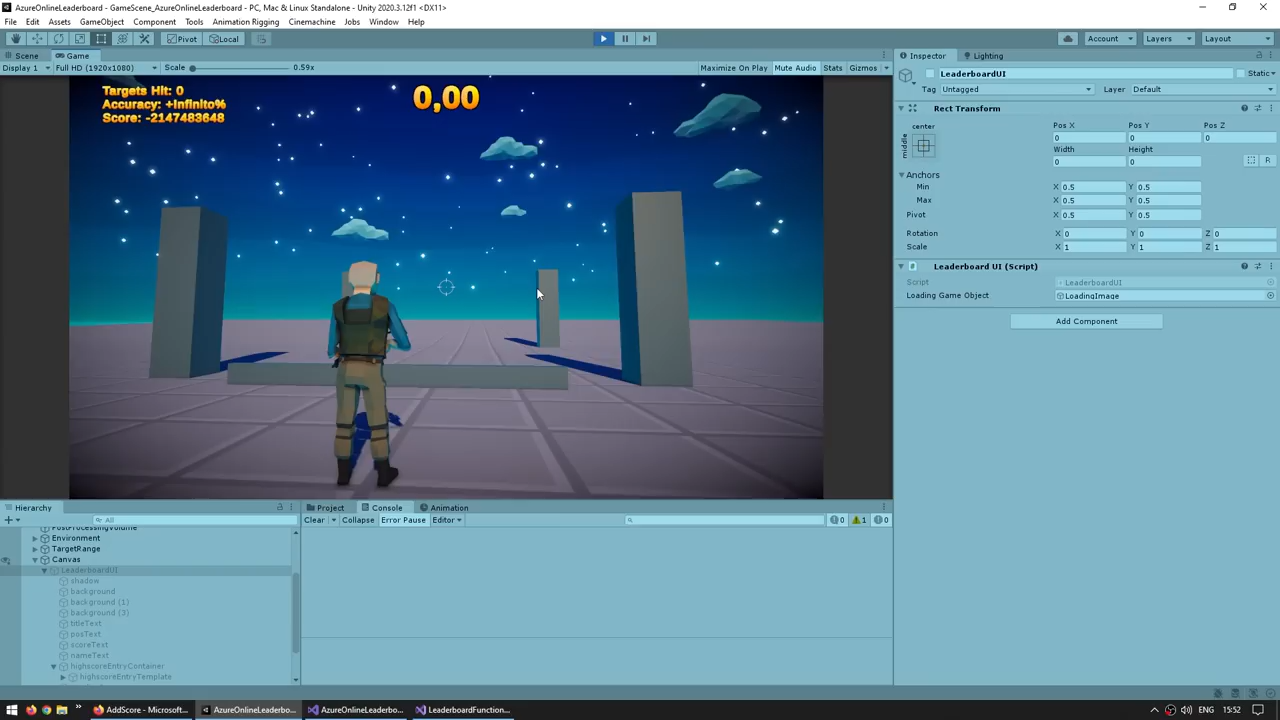 AzureOnlineLeaderboard - GameScene_AzureOnlineLeaderboard - PC, Mac & Linux Standalone - Unity 2020.3.12f1 <DX11>
File Edit Assets GameObject Component Tools Animation Rigging Cinemachine Jobs Window Help
Pivot Local Account Layers Layout
Scene Game Inspector Lighting
Display 1 Full HD (1920x1080) Scale 0.59x Maximize On Play Mute Audio Stats Gizmos
LeaderboardUI Static
Tag Untagged Layer Default
Targets Hit: 0
Accuracy: +Infinito%
Score: -2147483648
0,00
Rect Transform
center
middle
Pos X Pos Y Pos Z
0 0 0
Width Height
0 0 R
Anchors
Min X 0.5 Y 0.5
Max X 0.5 Y 0.5
Pivot X 0.5 Y 0.5
Rotation X 0 Y 0 Z 0
Scale X 1 Y 1 Z 1
Leaderboard UI (Script)
Script LeaderboardUI
Loading Game Object LoadingImage
Add Component
Hierarchy Project Console Animation
All Clear Collapse Error Pause Editor 0 1 0
PostProcessingVolume
Environment
TargetRange
Canvas
LeaderboardUI
shadow
background
background (1)
background (3)
titleText
posText
scoreText
nameText
highscoreEntryContainer
highscoreEntryTemplate
AddScore - Microsoft... AzureOnlineLeaderbo... AzureOnlineLeaderbo... LeaderboardFunction... ENG 15:52